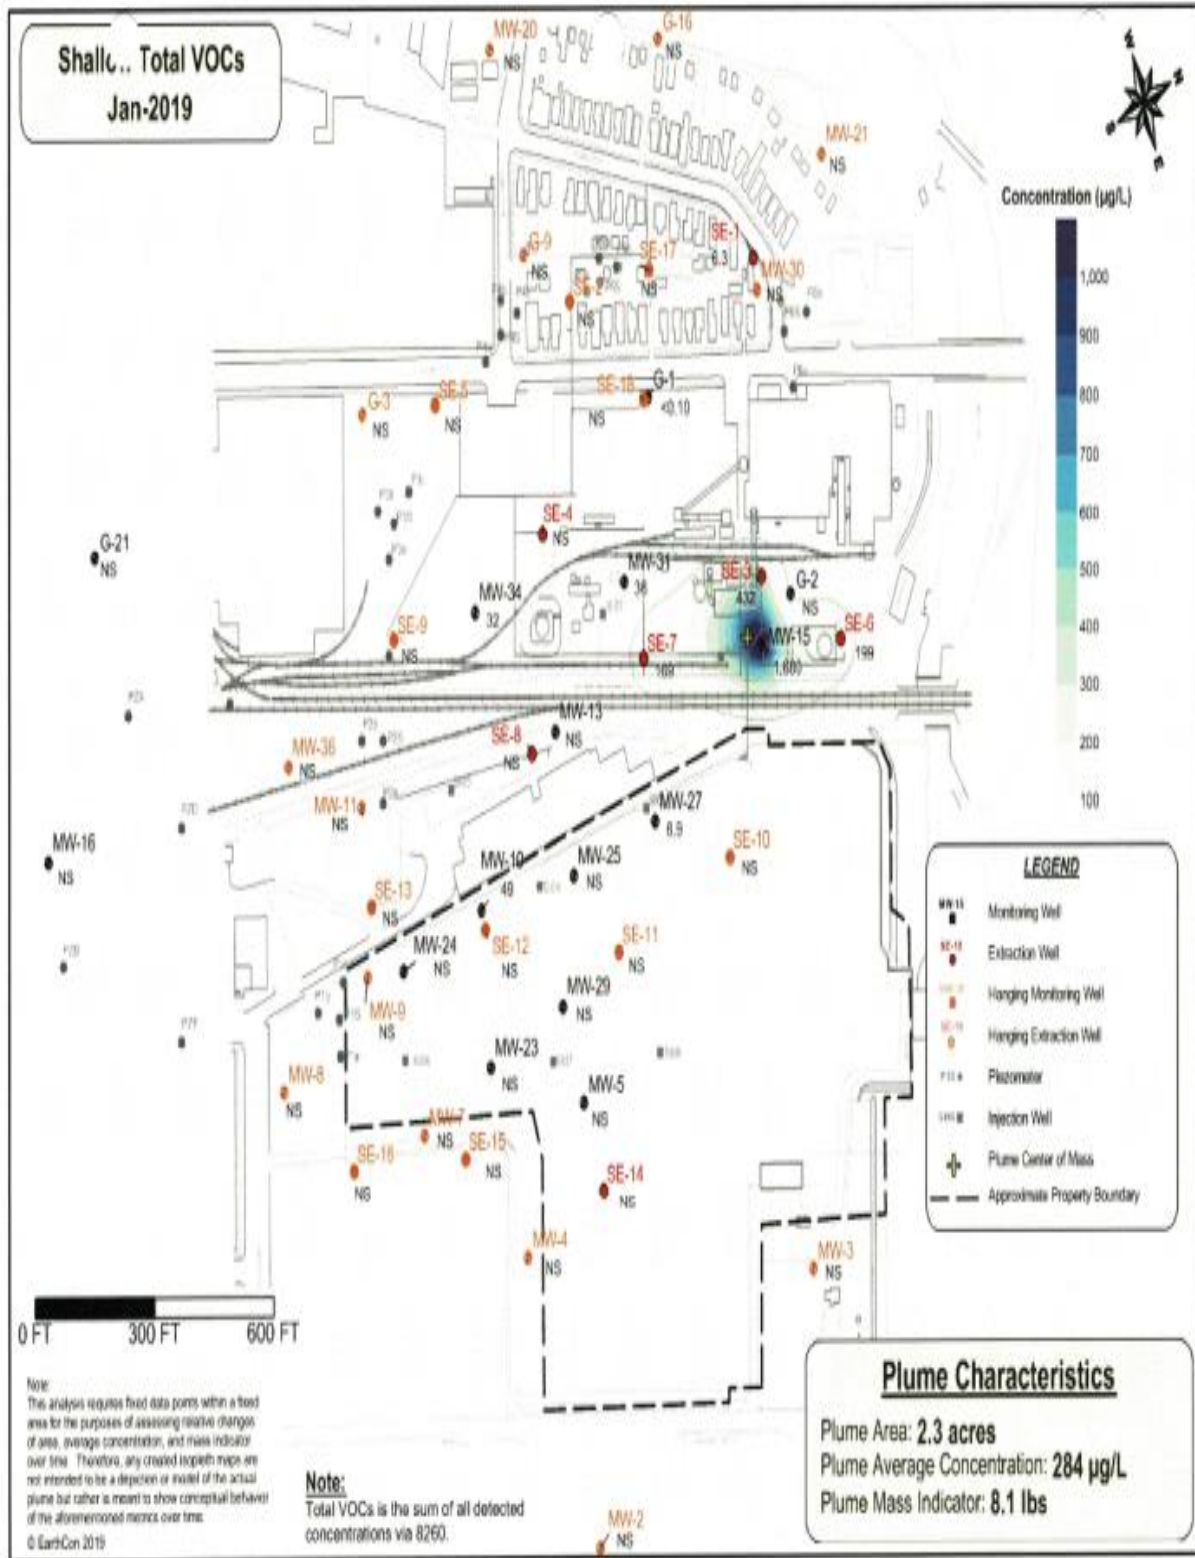 Total VOCs
Jan-2019
MW-20
NS
G-16
NS
MW-21
NS
Concentration (µg/L)
1,000
900
800
700
600
500
400
300
200
100
SE-1
6.3
G-9
NS
SE-17
NS
MW-30
NS
SE-2
NS
G-3
NS
SE-5
NS
SE-18
NS
G-1
<0.10
G-21
NS
SE-4
NS
MW-31
38
SE-3
432
G-2
NS
MW-34
32
SE-9
NS
SE-7
169
MW-15
1,600
SE-6
199
MW-13
NS
SE-8
NS
MW-36
NS
MW-11
NS
MW-27
6.9
MW-16
NS
MW-10
49
MW-25
NS
SE-10
NS
SE-13
NS
MW-24
NS
SE-12
NS
SE-11
NS
MW-9
NS
MW-29
NS
MW-23
NS
MW-5
NS
MW-8
NS
MW-7
NS
SE-15
NS
SE-16
NS
SE-14
NS
MW-4
NS
MW-3
NS
MW-2
NS
LEGEND
MW-15
Monitoring Well
Extraction Well
Hanging Monitoring Well
Hanging Extraction Well
Piezometer
Injection Well
Plume Center of Mass
Approximate Property Boundary
0 FT
300 FT
600 FT
Note:
This analysis requires fixed data points within a fixed
area for the purposes of assessing relative changes
of area, average concentration, and mass indicator
over time. Therefore, any created isopleth maps are
not intended to be a depiction or model of the actual
plume but rather is meant to show conceptual behavior
of the aforementioned metrics over time.
© EarthCon 2019
Note:
Total VOCs is the sum of all detected
concentrations via 8260.
Plume Characteristics
Plume Area: 2.3 acres
Plume Average Concentration: 284 µg/L
Plume Mass Indicator: 8.1 lbs